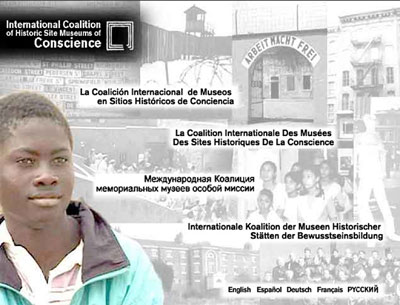 International Coalition
of Historic Site Museums of
Conscience
ARBEIT MACHT FREI
La Coalición Internacional de Museos
en Sitios Históricos de Conciencia
La Coalition Internationale Des Musées
Des Sites Historiques De La Conscience
Международная Коалиция
мемориальных музеев особой миссии
Internationale Koalition der Museen Historischer
Stätten der Bewusstseinsbildung
English Español Deutsch Français РУССКИЙ